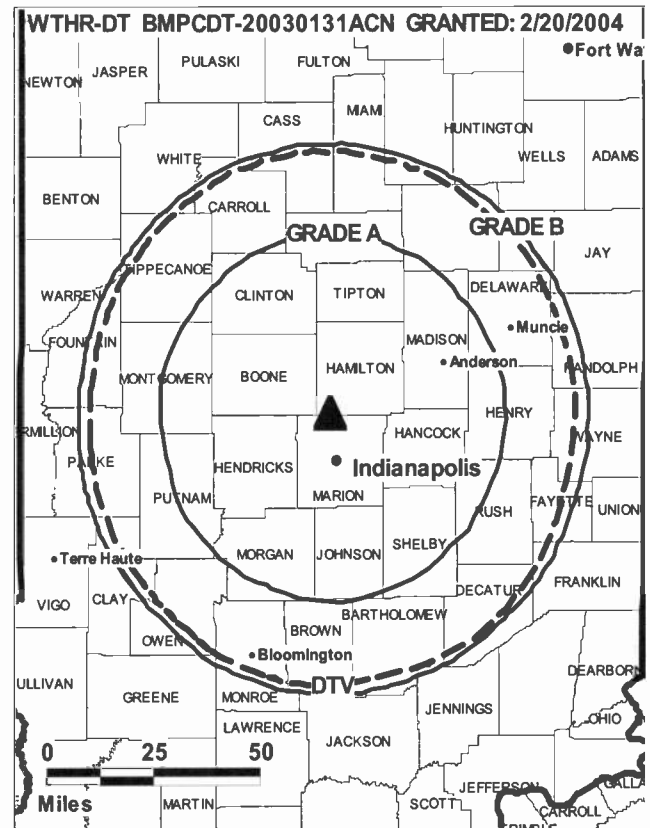 WTHR-DT BMPCDT-20030131ACN GRANTED: 2/20/2004
Fort Wa
PULASKI
FULTON
JASPER
NEWTON
MIAMI
CASS
HUNTINGTON
WHITE
WELLS
ADAMS
BENTON
CARROLL
GRADE A
GRADE B
JAY
TIPPECANOE
DELAWARE
WARREN
CLINTON
TIPTON
Muncie
FOUNTAIN
MADISON
Anderson
HAMILTON
RANDOLPH
MONTGOMERY
BOONE
HENRY
RMILLION
HANCOCK
WAYNE
PARKE
HENDRICKS
Indianapolis
PUTNAM
MARION
FAYETTE
UNION
RUSH
SHELBY
Terre Haute
MORGAN
JOHNSON
FRANKLIN
DECATUR
VIGO
CLAY
BARTHOLOMEW
BROWN
OWEN
Bloomington
DEARBORN
ULLIVAN
DTV
GREENE
MONROE
JENNINGS
OHIO
LAWRENCE
JACKSON
0 25 50
JEFFERSON
GALLA
Miles
MARTIN
SCOTT
CARROLL
TRIMBLE